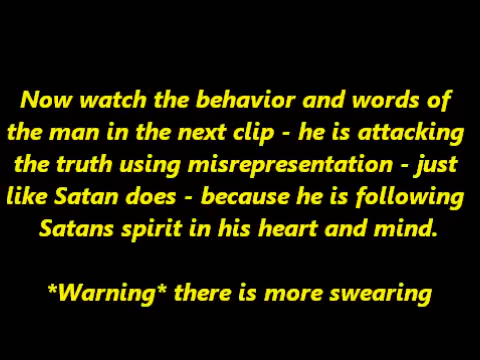 Now watch the behavior and words of
the man in the next clip - he is attacking
the truth using misrepresentation - just
like Satan does - because he is following
Satans spirit in his heart and mind.
*Warning* there is more swearing